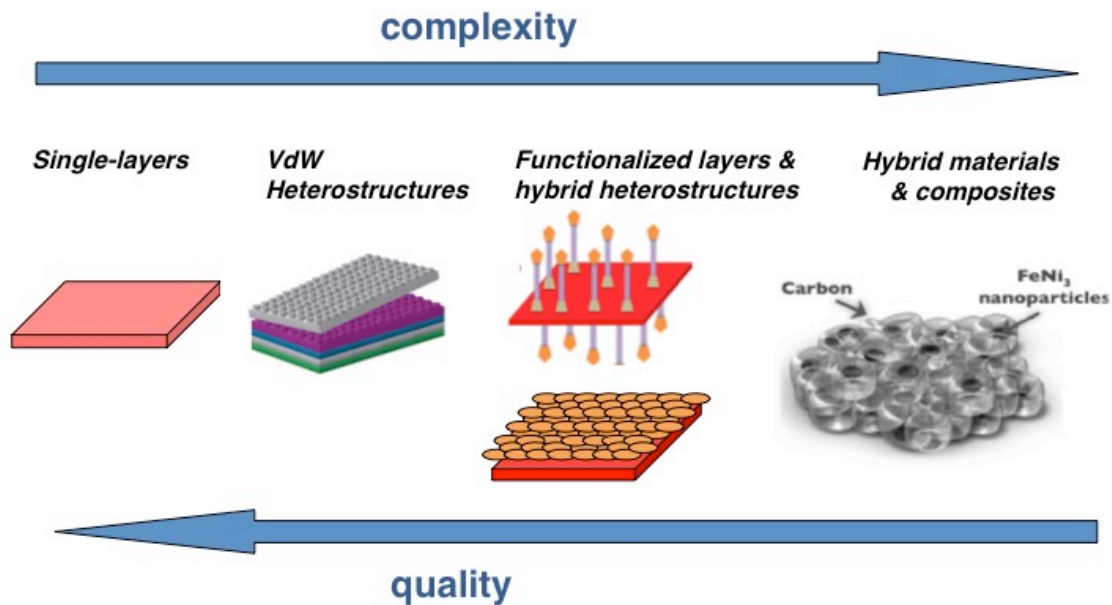 complexity
Single-layers
VdW
Heterostructures
Functionalized layers &
hybrid heterostructures
Hybrid materials
& composites
Carbon
FeNi₃
nanoparticles
quality